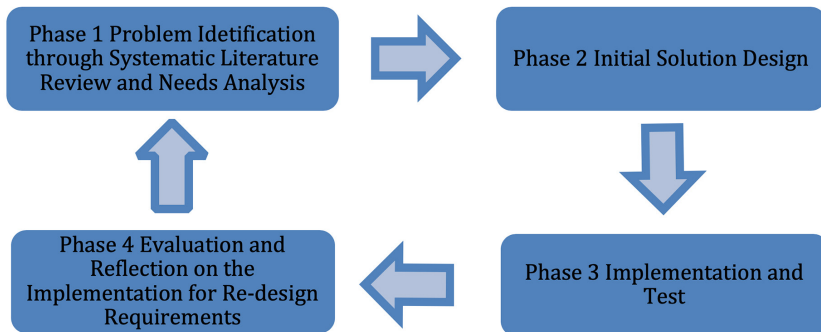 Phase 1 Problem Idetification
through Systematic Literature
Review and Needs Analysis
Phase 2 Initial Solution Design
Phase 3 Implementation and
Test
Phase 4 Evaluation and
Reflection on the
Implementation for Re-design
Requirements